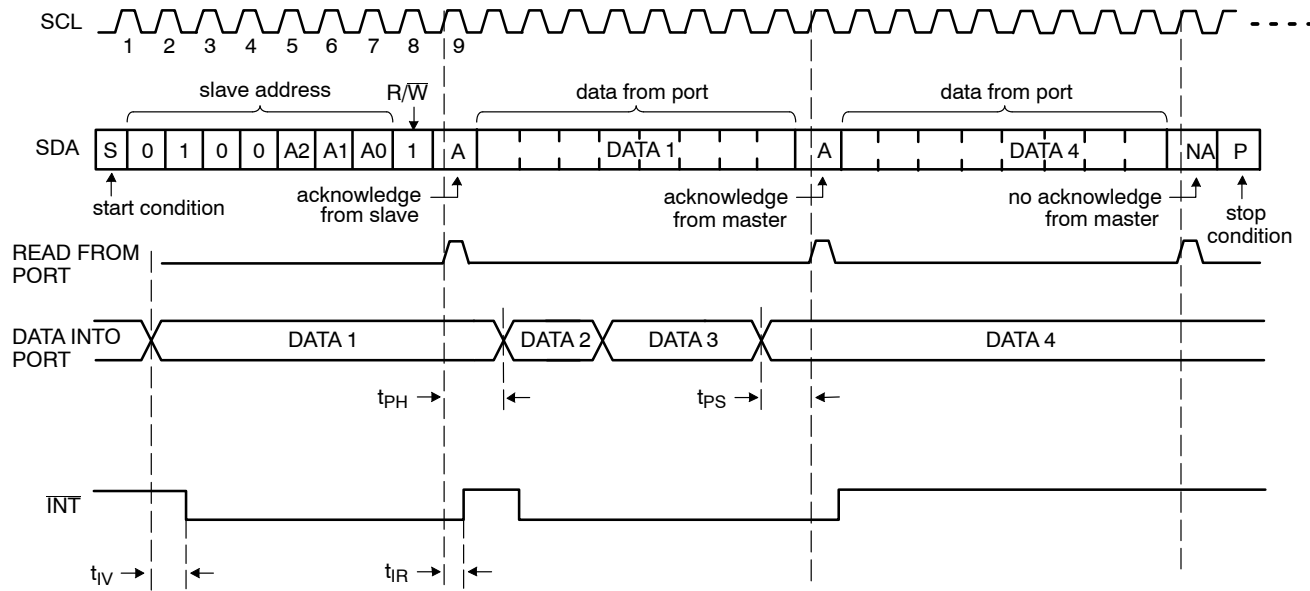 SCL
1 2 3 4 5 6 7 8 9
slave address
R/W̅
data from port
data from port
SDA
S 0 1 0 0 A2 A1 A0 1 A DATA 1 A DATA 4 NA P
start condition
acknowledge
from slave
acknowledge
from master
no acknowledge
from master
stop
condition
READ FROM
PORT
DATA INTO
PORT
DATA 1
DATA 2
DATA 3
DATA 4
tPH
tPS
I̅N̅T̅
tIV
tIR